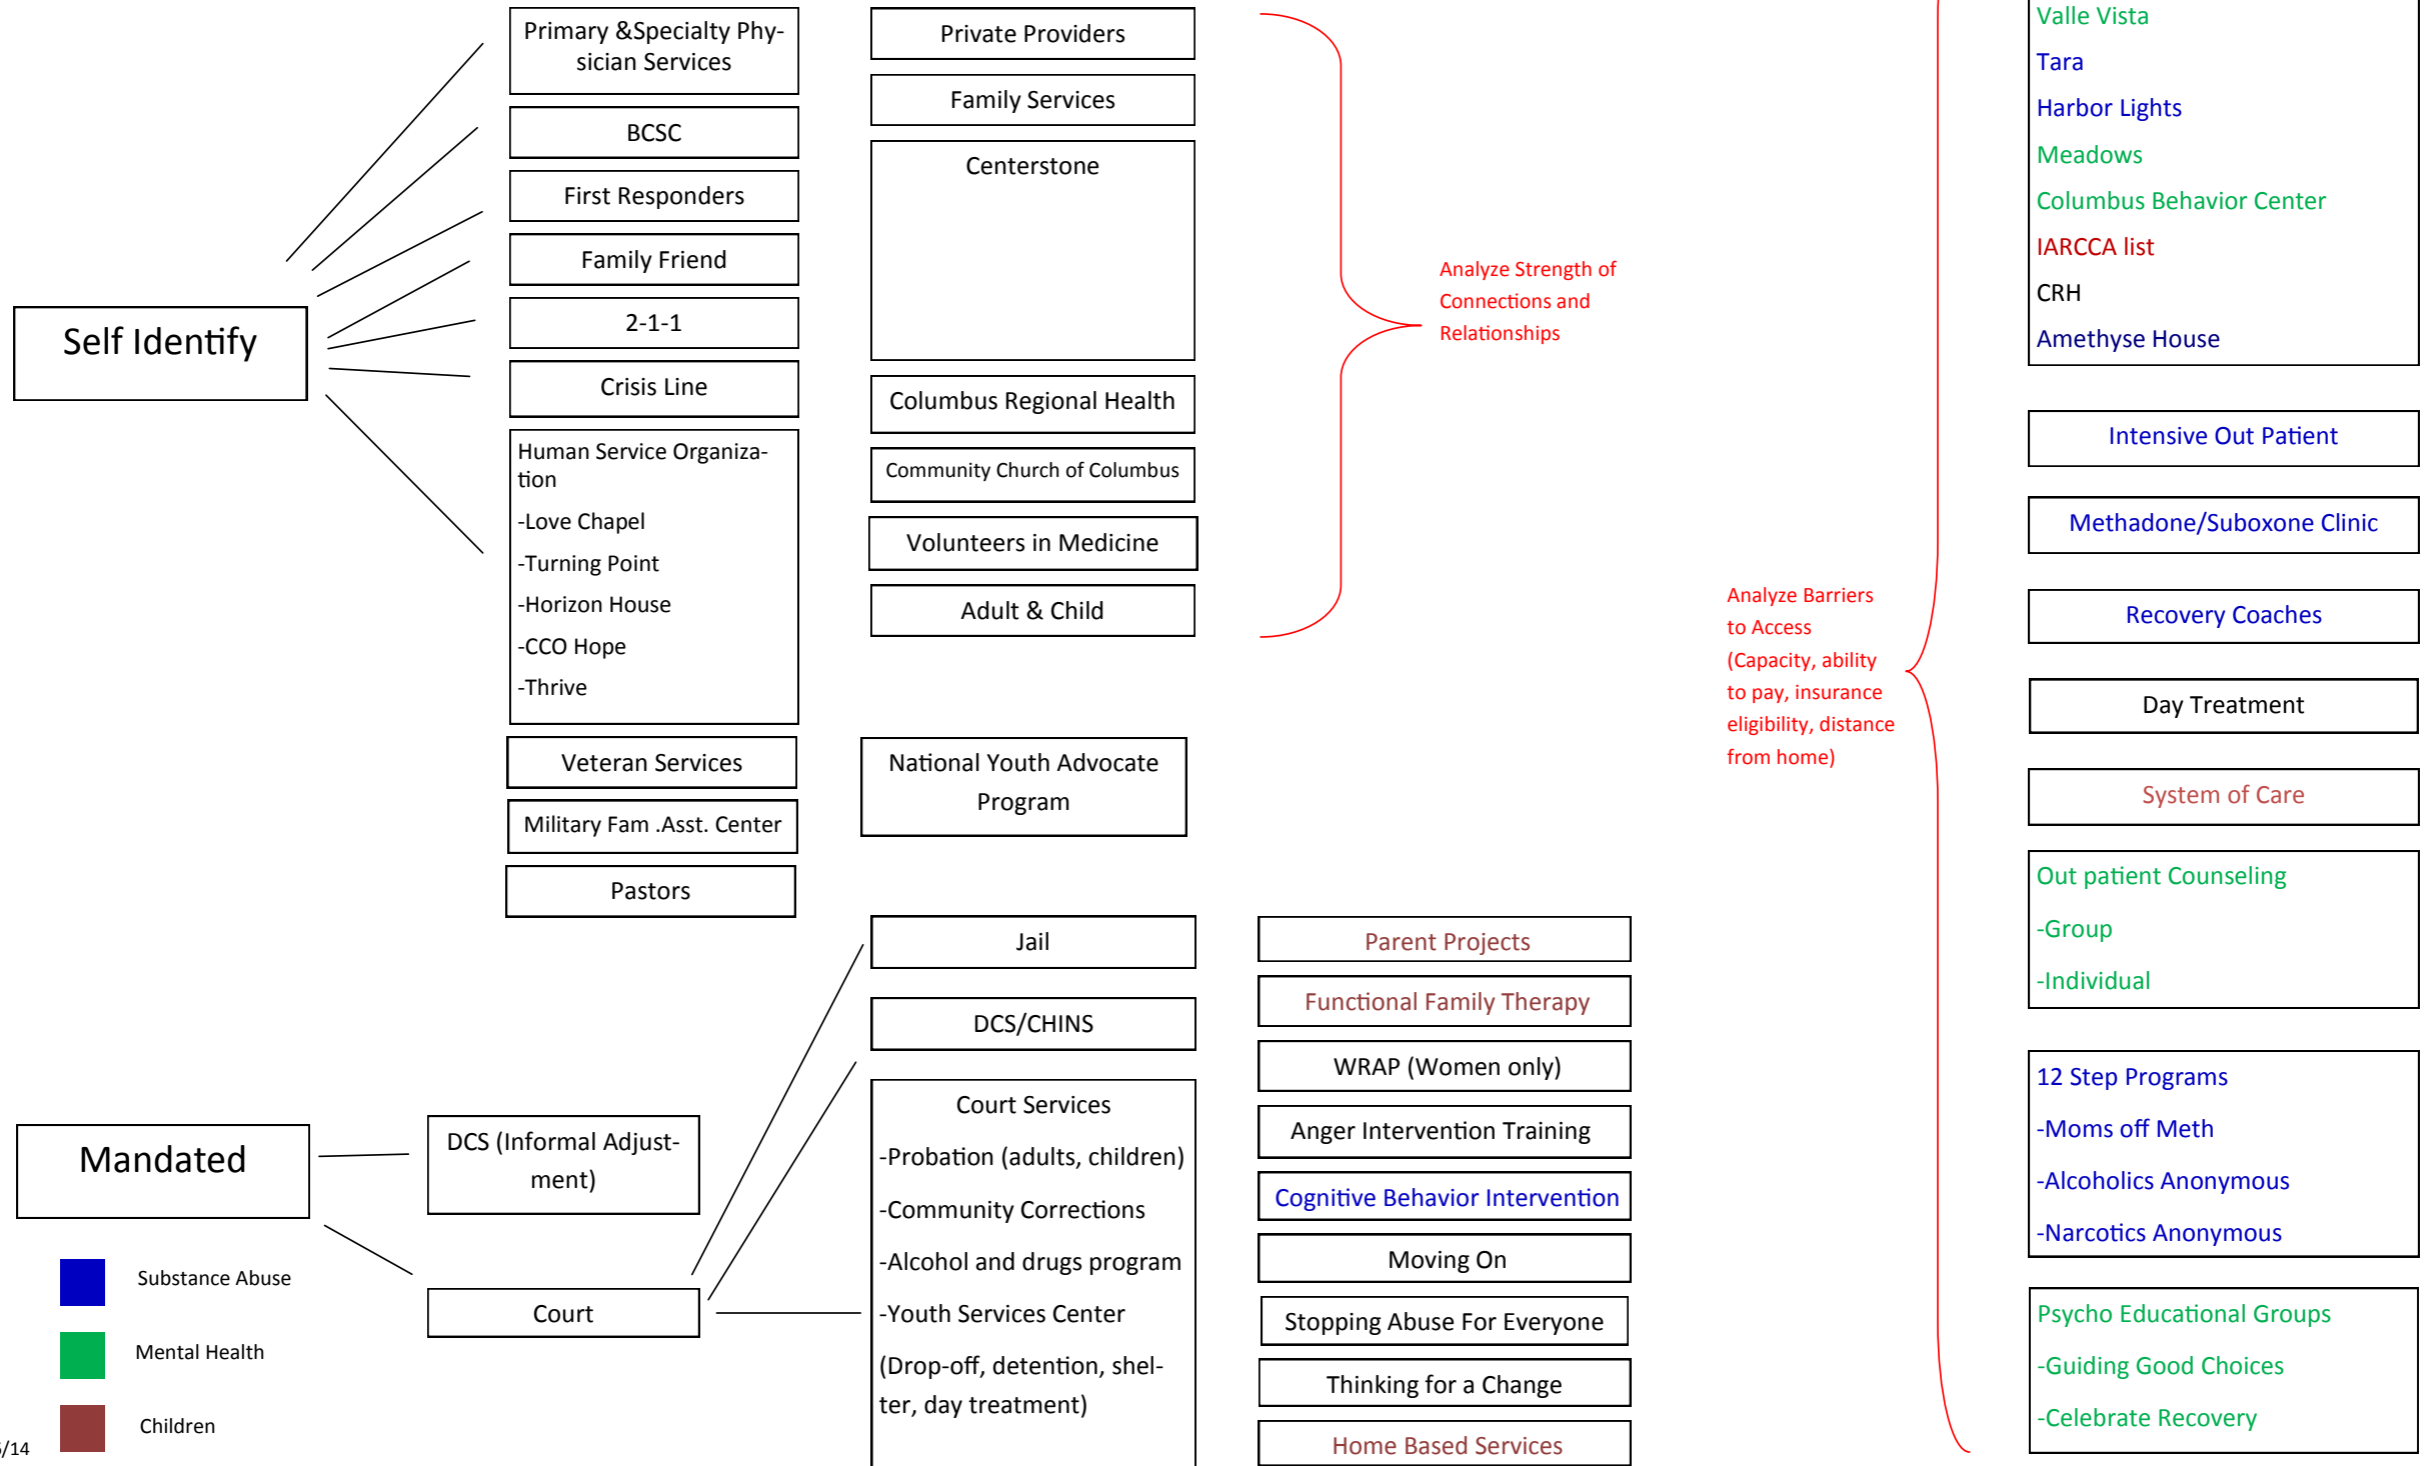 Self Identify
Primary &Specialty Phy-
sician Services
BCSC
First Responders
Family Friend
2-1-1
Crisis Line
Human Service Organiza-
tion
-Love Chapel
-Turning Point
-Horizon House
-CCO Hope
-Thrive
Veteran Services
Military Fam .Asst. Center
Pastors
Private Providers
Family Services
Centerstone
Columbus Regional Health
Community Church of Columbus
Volunteers in Medicine
Adult & Child
National Youth Advocate
Program
Analyze Strength of
Connections and
Relationships
Mandated
DCS (Informal Adjust-
ment)
Court
Jail
DCS/CHINS
Court Services
-Probation (adults, children)
-Community Corrections
-Alcohol and drugs program
-Youth Services Center
(Drop-off, detention, shel-
ter, day treatment)
Parent Projects
Functional Family Therapy
WRAP (Women only)
Anger Intervention Training
Cognitive Behavior Intervention
Moving On
Stopping Abuse For Everyone
Thinking for a Change
Home Based Services
Analyze Barriers
to Access
(Capacity, ability
to pay, insurance
eligibility, distance
from home)
Valle Vista
Tara
Harbor Lights
Meadows
Columbus Behavior Center
IARCCA list
CRH
Amethyse House
Intensive Out Patient
Methadone/Suboxone Clinic
Recovery Coaches
Day Treatment
System of Care
Out patient Counseling
-Group
-Individual
12 Step Programs
-Moms off Meth
-Alcoholics Anonymous
-Narcotics Anonymous
Psycho Educational Groups
-Guiding Good Choices
-Celebrate Recovery
Substance Abuse
Mental Health
Children
/14